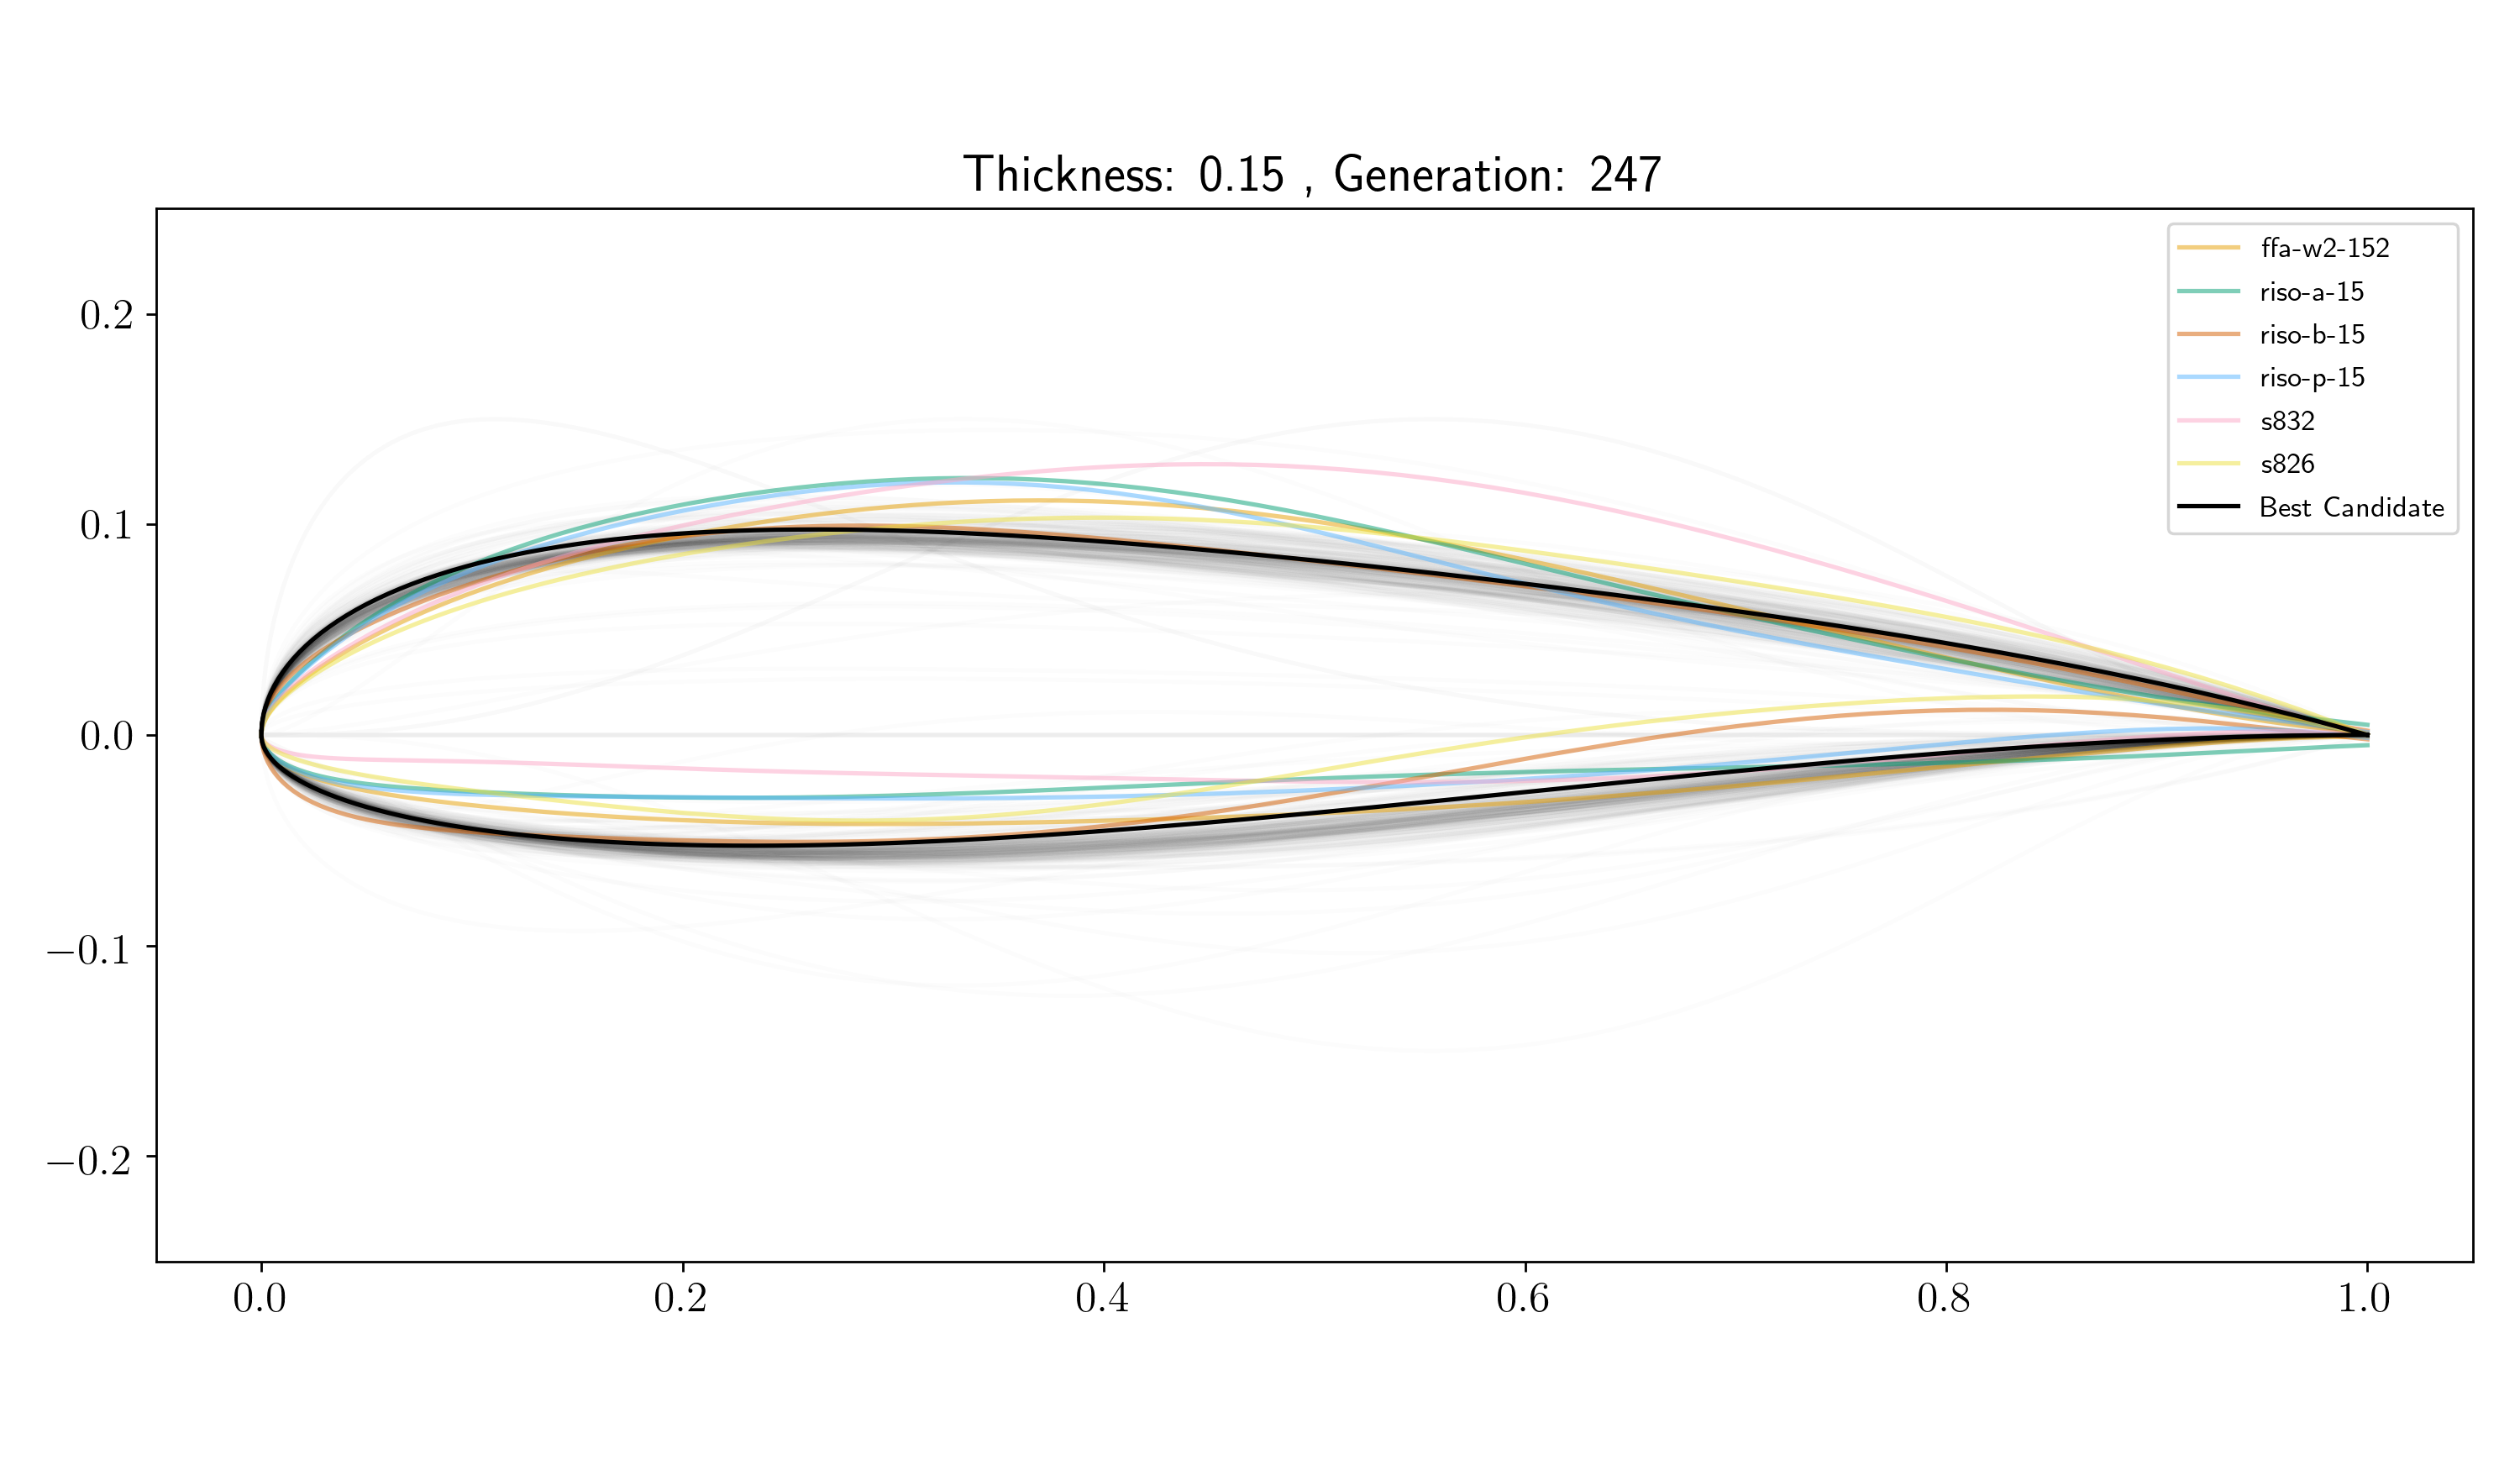 Thickness: 0.15 , Generation: 247
ffa-w2-152
riso-a-15
riso-b-15
riso-p-15
s832
s826
Best Candidate
0.2
0.1
0.0
−0.1
−0.2
0.0 0.2 0.4 0.6 0.8 1.0